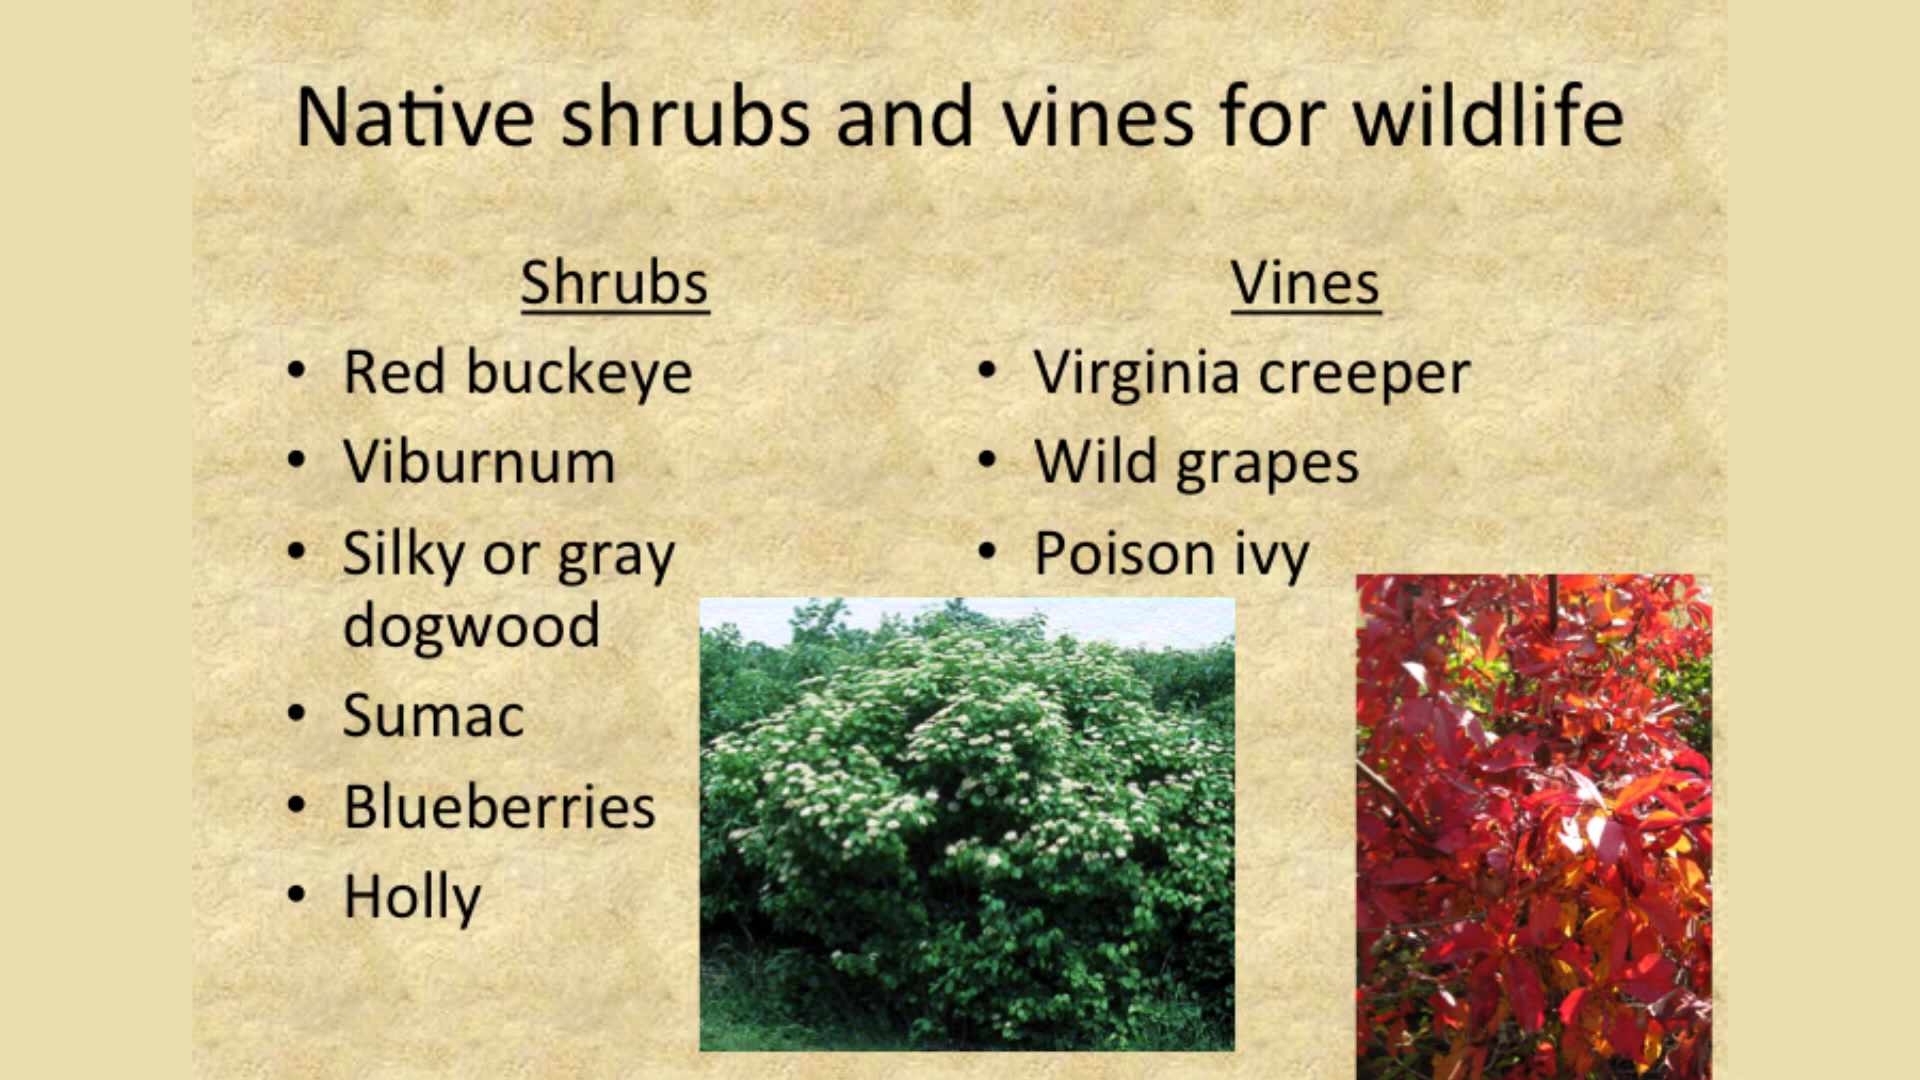 Native shrubs and vines for wildlife
Shrubs
• Red buckeye
• Viburnum
• Silky or gray
dogwood
• Sumac
• Blueberries
• Holly
Vines
• Virginia creeper
• Wild grapes
• Poison ivy